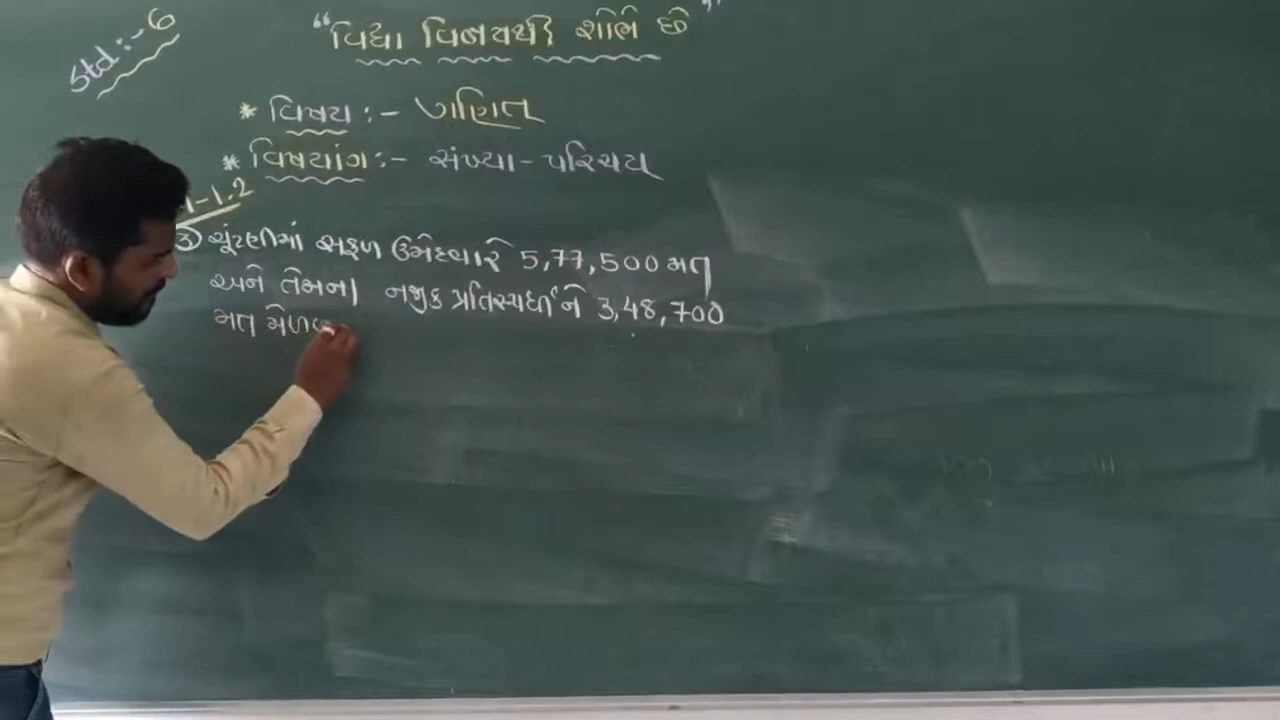 Std:- 6
“વિદ્યા વિનયથી શોભે છે”
* વિષય :- ગણિત
* વિષયાંગ :- સંખ્યા - પરિચય
-1.2
③ ચૂંટણીમાં સફળ ઉમેદવારે 5,77,500 મત
અને તેમના નજીક પ્રતિસ્પર્ધીને 3,48,700
મત